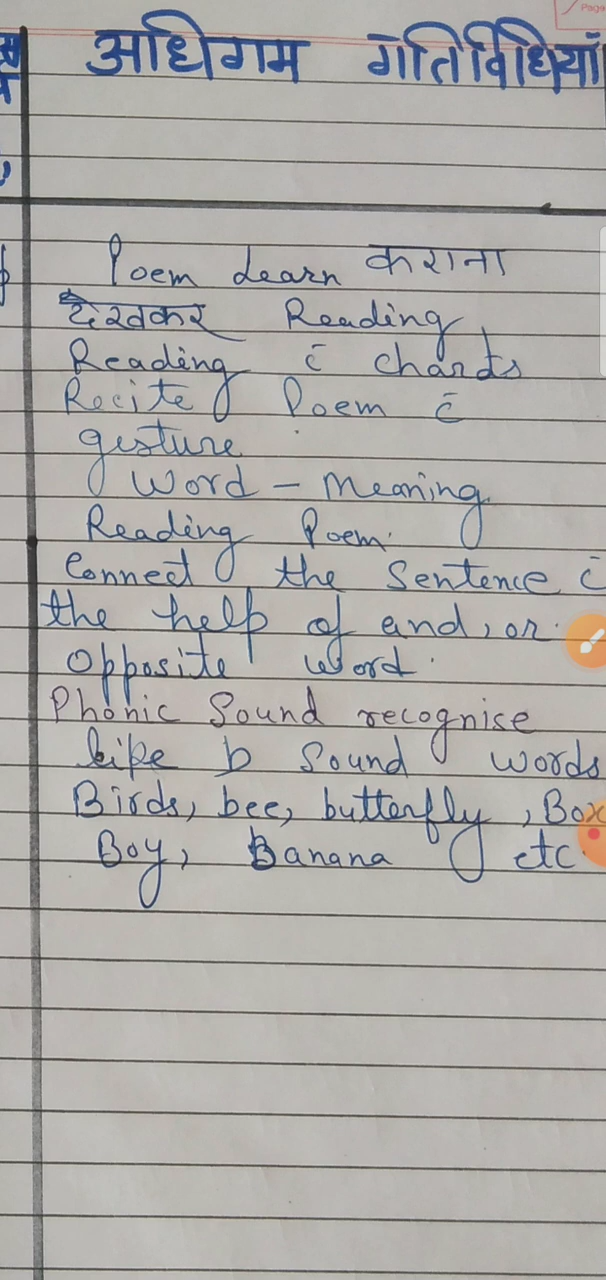 Page
अधिगम गतिविधियाँ
Poem learn कराना
देखकर Reading
Reading c̄ charts
Recite Poem c̄
gesture
Word - Meaning
Reading Poem.
Connect the Sentence c̄
the help of and, or.
Opposite word.
Phonic Sound recognise
like b sound words
Birds, bee, butterfly, Box
Boy, Banana etc.